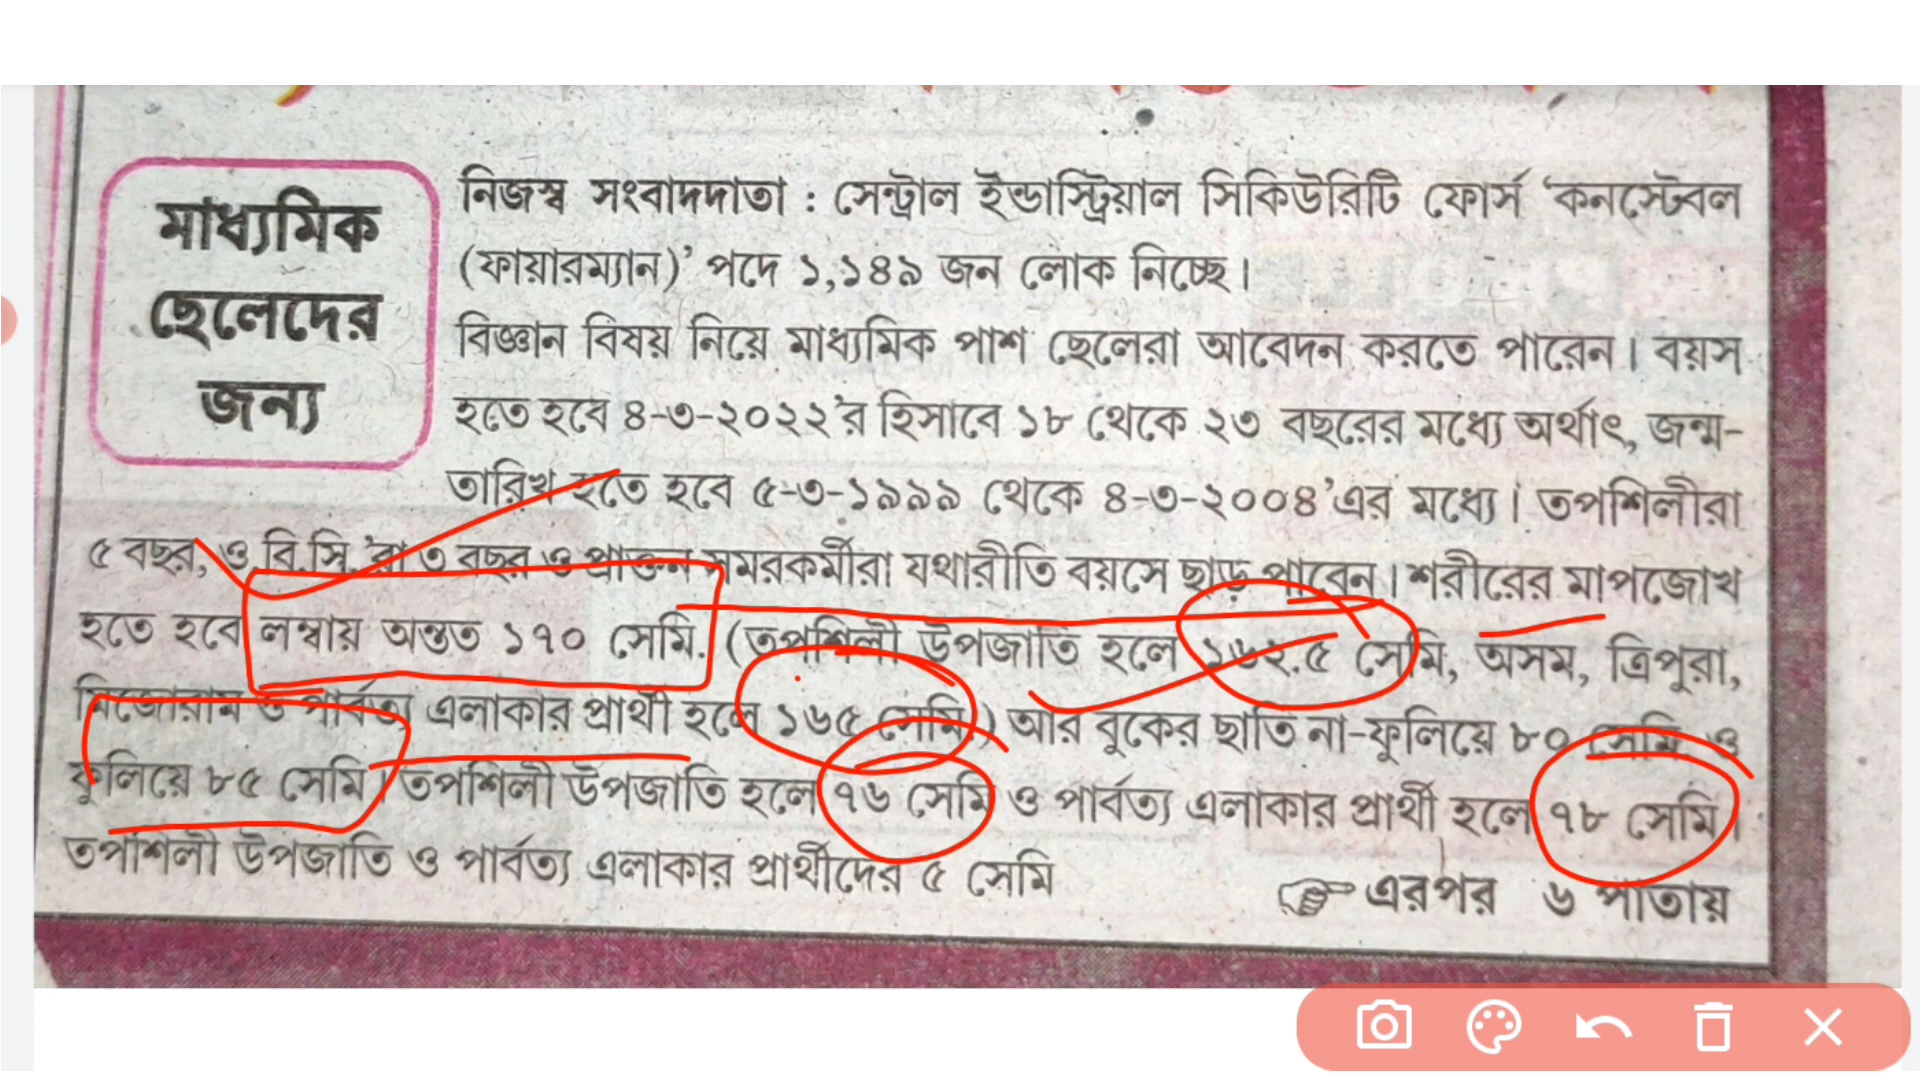 মাধ্যমিক
ছেলেদের
জন্য
নিজস্ব সংবাদদাতা : সেন্ট্রাল ইন্ডাস্ট্রিয়াল সিকিউরিটি ফোর্স ‘কনস্টেবল
(ফায়ারম্যান)’ পদে ১,১৪৯ জন লোক নিচ্ছে।
বিজ্ঞান বিষয় নিয়ে মাধ্যমিক পাশ ছেলেরা আবেদন করতে পারেন। বয়স
হতে হবে ৪-৩-২০২২’র হিসাবে ১৮ থেকে ২৩ বছরের মধ্যে অর্থাৎ, জন্ম-
তারিখ হতে হবে ৫-৩-১৯৯৯ থেকে ৪-৩-২০০৪’এর মধ্যে। তপশিলীরা
৫ বছর, ও.বি.সি.’রা ৩ বছর ও প্রাক্তন সমরকর্মীরা যথারীতি বয়সে ছাড় পাবেন। শরীরের মাপজোখ
হতে হবে লম্বায় অন্তত ১৭০ সেমি. (তপশিলী উপজাতি হলে ১৬২.৫ সেমি, অসম, ত্রিপুরা,
মিজোরাম ও পার্বত্য এলাকার প্রার্থী হলে ১৬৫ সেমি) আর বুকের ছাতি না-ফুলিয়ে ৮০ সেমি ও
ফুলিয়ে ৮৫ সেমি। তপশিলী উপজাতি হলে ৭৬ সেমি ও পার্বত্য এলাকার প্রার্থী হলে ৭৮ সেমি।
তপশিলী উপজাতি ও পার্বত্য এলাকার প্রার্থীদের ৫ সেমি
এরপর ৬ পাতায়